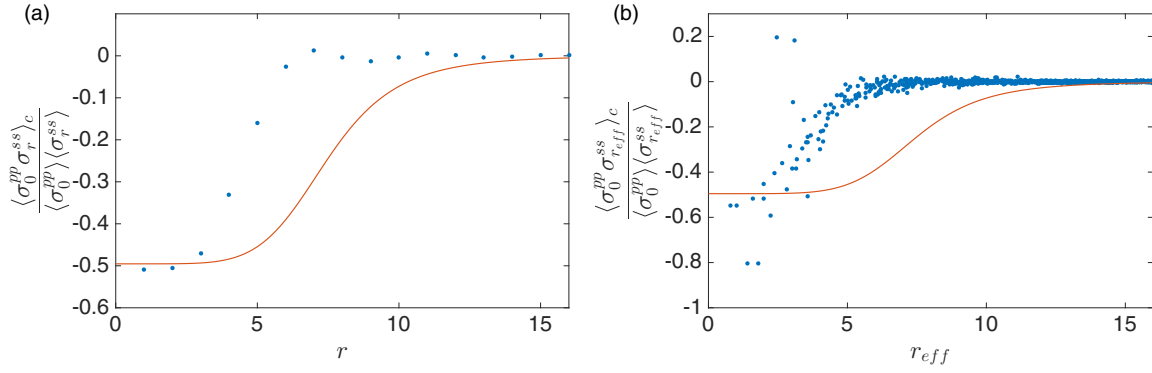 (a)
0
-0.1
-0.2
-0.3
-0.4
-0.5
-0.6
0 5 10 15
r
⟨σ_0^{pp} σ_r^{ss}⟩_c
⟨σ_0^{pp}⟩⟨σ_r^{ss}⟩
(b)
0.2
0
-0.2
-0.4
-0.6
-0.8
-1
0 5 10 15
r_{eff}
⟨σ_0^{pp} σ_{r_{eff}}^{ss}⟩_c
⟨σ_0^{pp}⟩⟨σ_{r_{eff}}^{ss}⟩